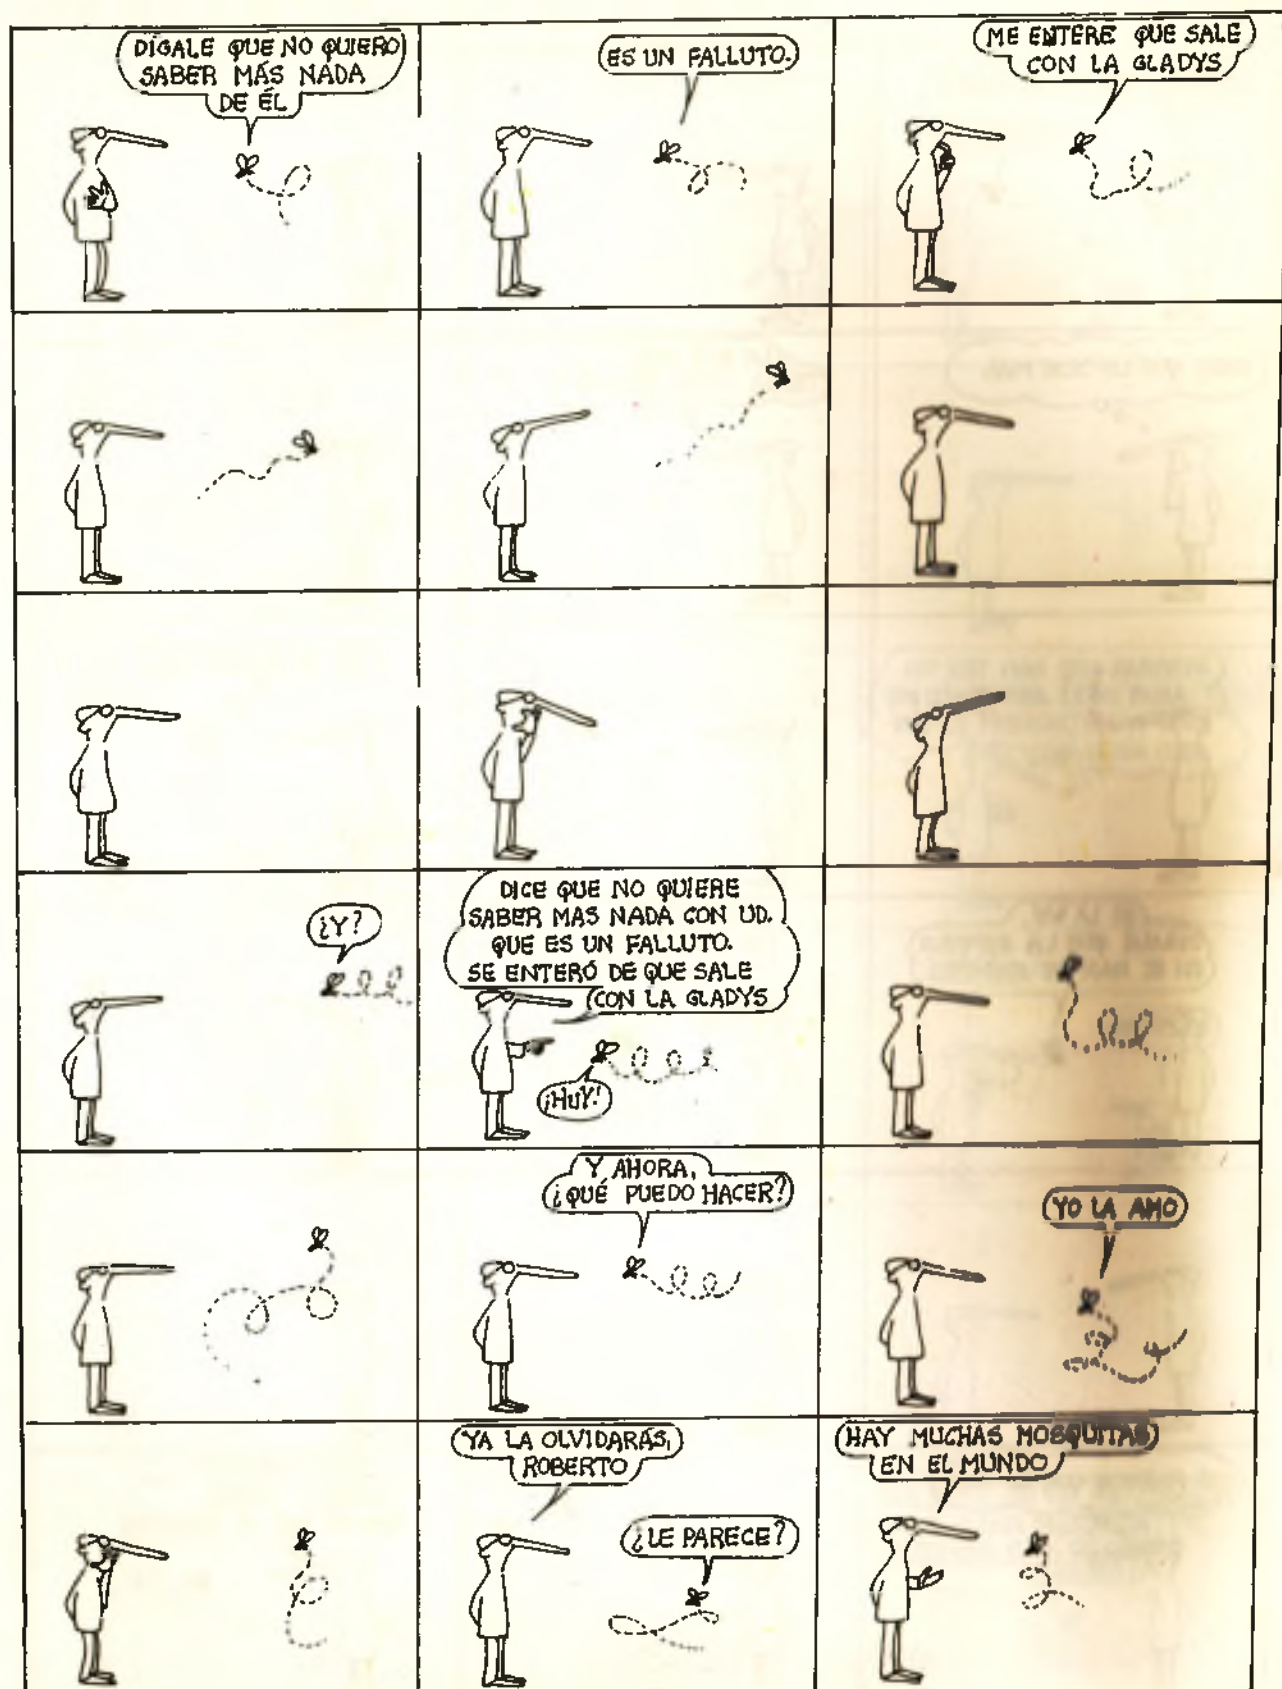 DÍGALE QUE NO QUIERO
SABER MÁS NADA
DE ÉL
ES UN FALLUTO.
ME ENTERE QUE SALE
CON LA GLADYS
¿Y?
DICE QUE NO QUIERE
SABER MAS NADA CON UD.
QUE ES UN FALLUTO.
SE ENTERÓ DE QUE SALE
CON LA GLADYS
¡HUY!
Y AHORA,
¿QUÉ PUEDO HACER?
YO LA AMO
YA LA OLVIDARÁS,
ROBERTO
¿LE PARECE?
HAY MUCHAS MOSQUITAS
EN EL MUNDO